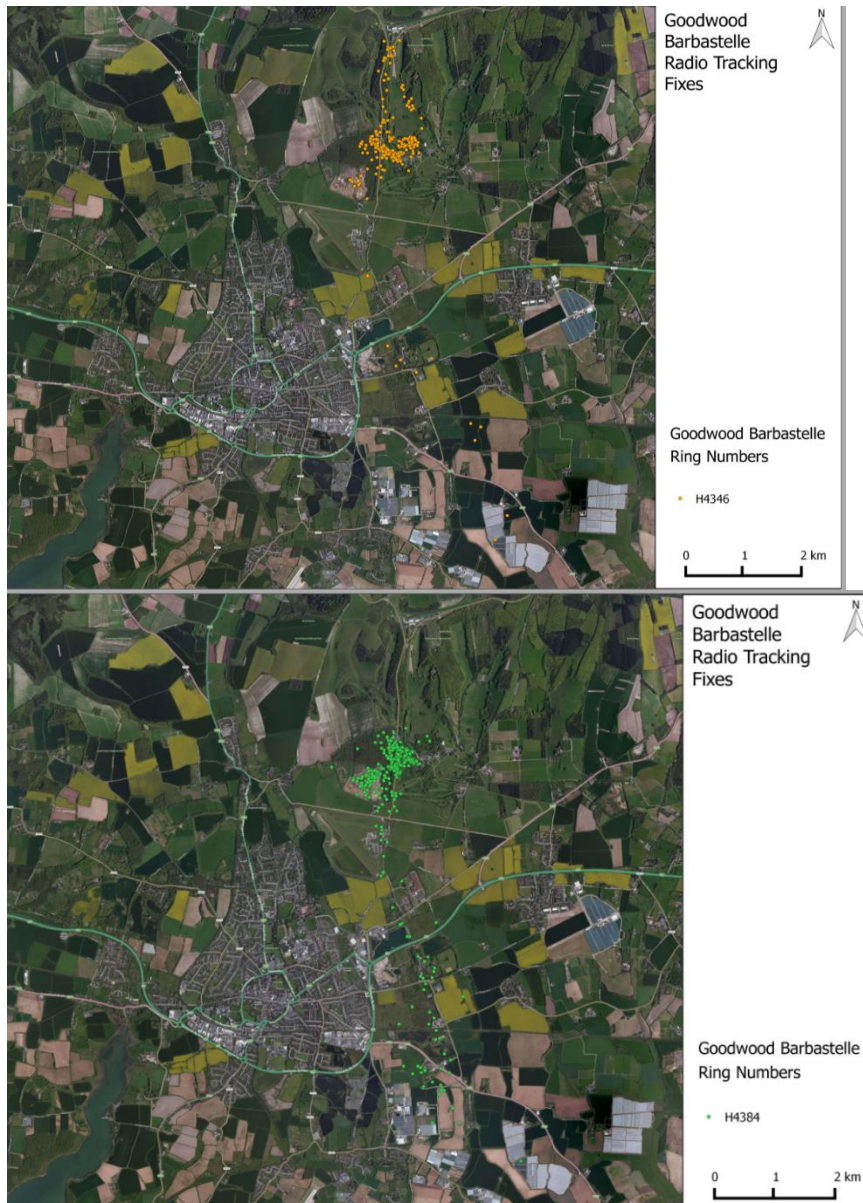 Goodwood
Barbastelle
Radio Tracking
Fixes
N
Goodwood Barbastelle
Ring Numbers
H4346
0 1 2 km
Goodwood
Barbastelle
Radio Tracking
Fixes
N
Goodwood Barbastelle
Ring Numbers
H4384
0 1 2 km